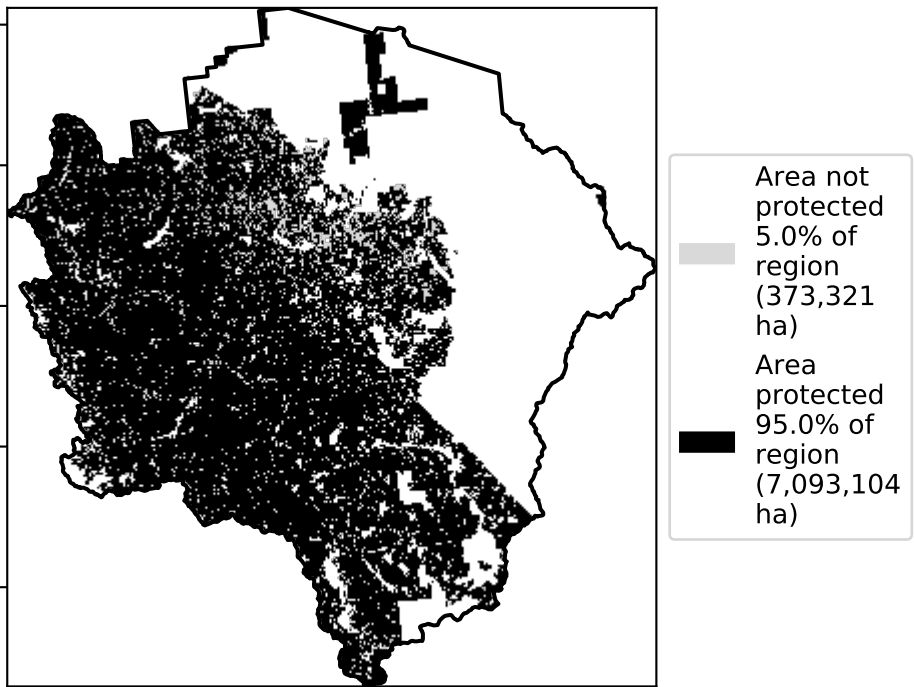 Area not
protected
5.0% of
region
(373,321
ha)
Area
protected
95.0% of
region
(7,093,104
ha)